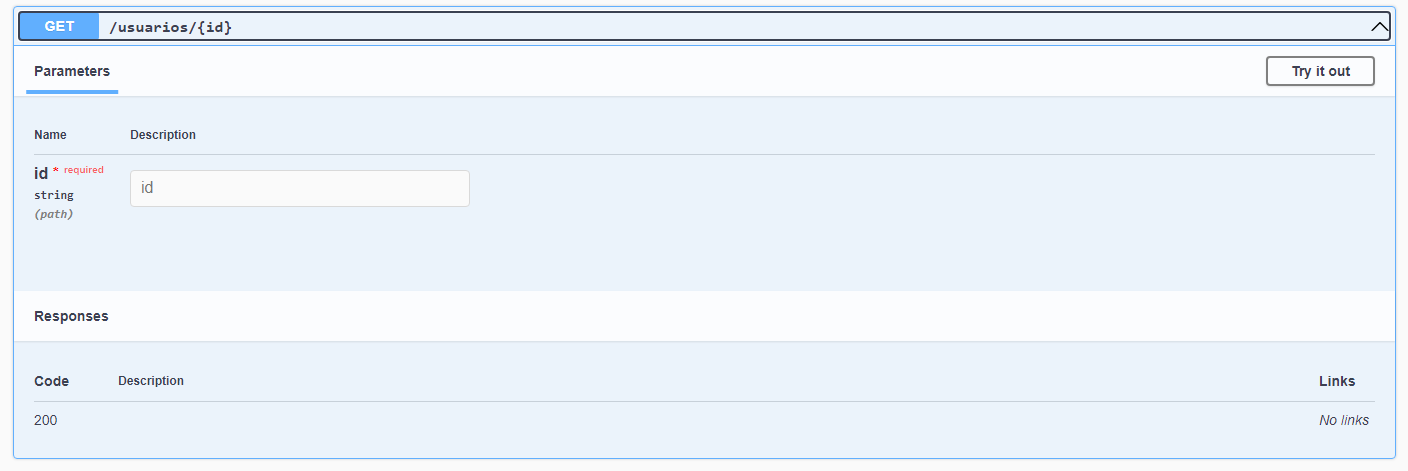 GET /usuarios/{id}
Parameters Try it out
Name Description
id * required
string
(path)
id
Responses
Code Description Links
200 No links